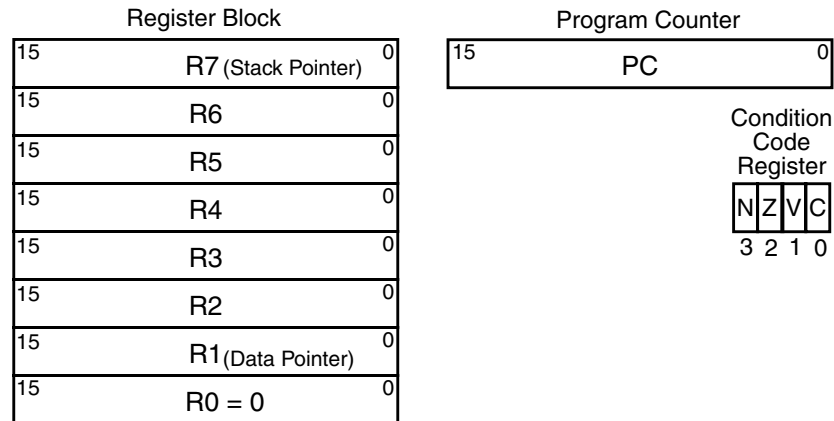 Register Block
15 R7 (Stack Pointer) 0
15 R6 0
15 R5 0
15 R4 0
15 R3 0
15 R2 0
15 R1 (Data Pointer) 0
15 R0 = 0 0
Program Counter
15 PC 0
Condition
Code
Register
N Z V C
3 2 1 0